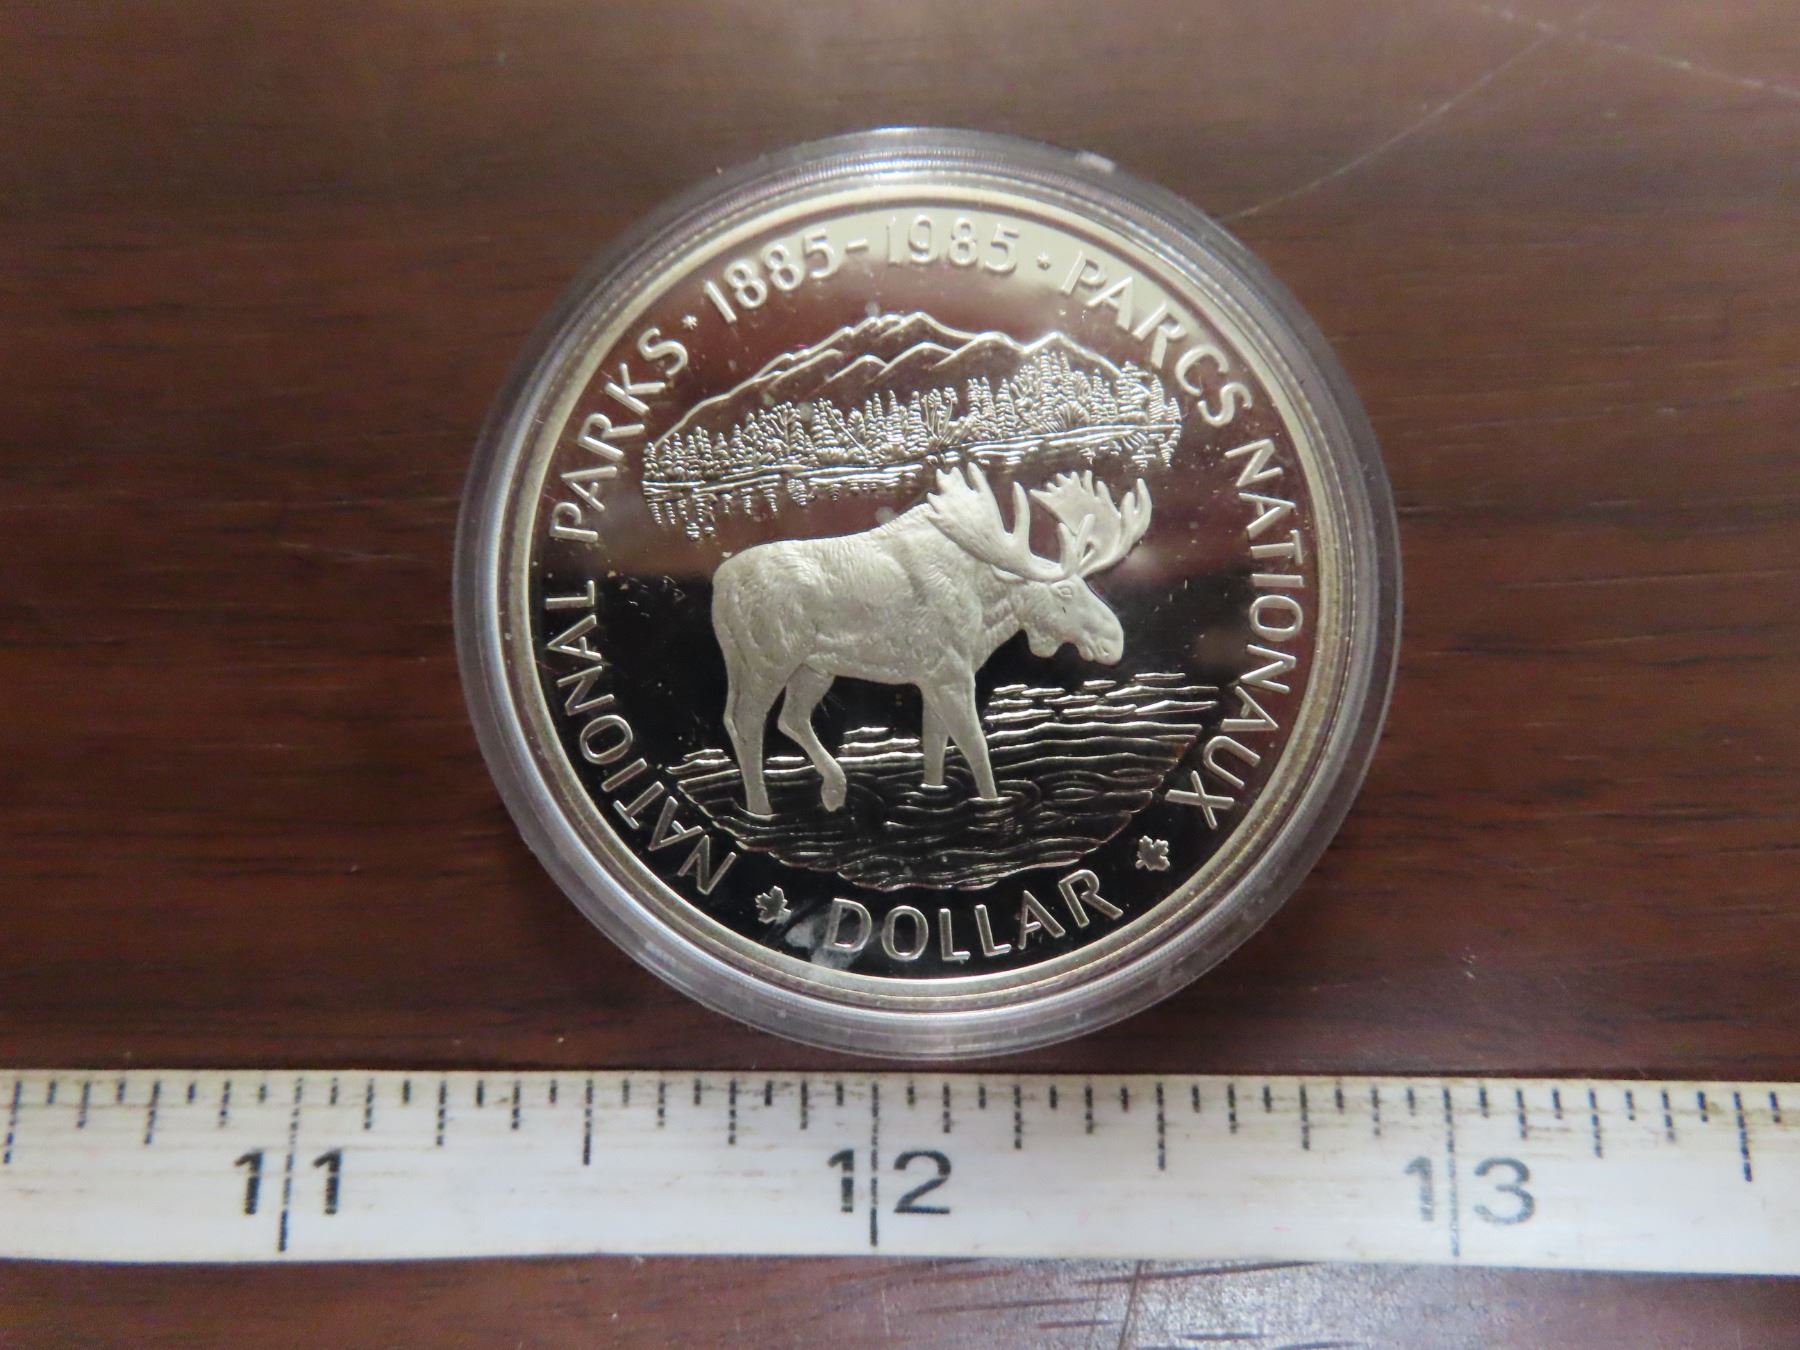 NATIONAL PARKS · 1885-1985 · PARCS NATIONAUX
DOLLAR
11 12 13